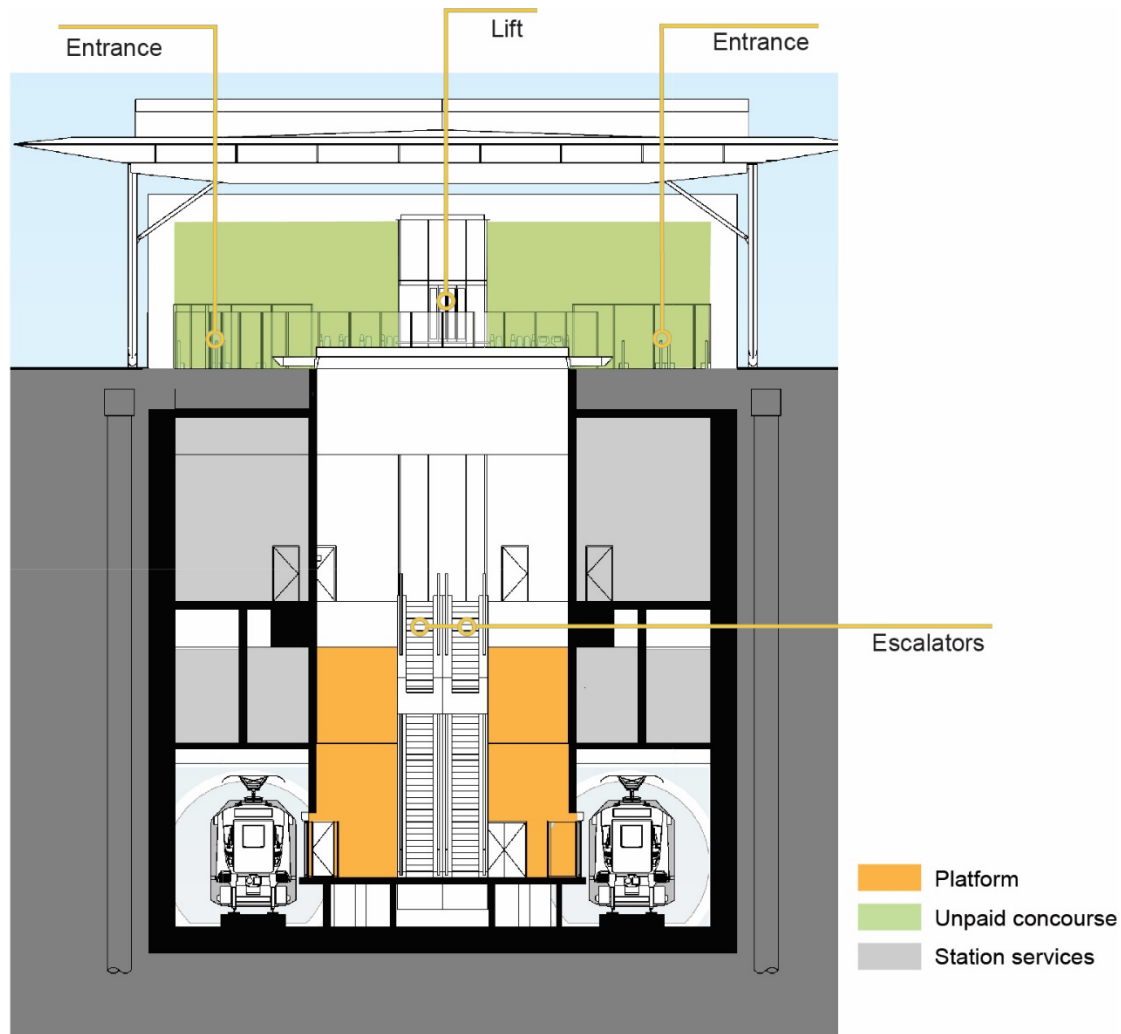 Entrance
Lift
Entrance
Escalators
Platform
Unpaid concourse
Station services